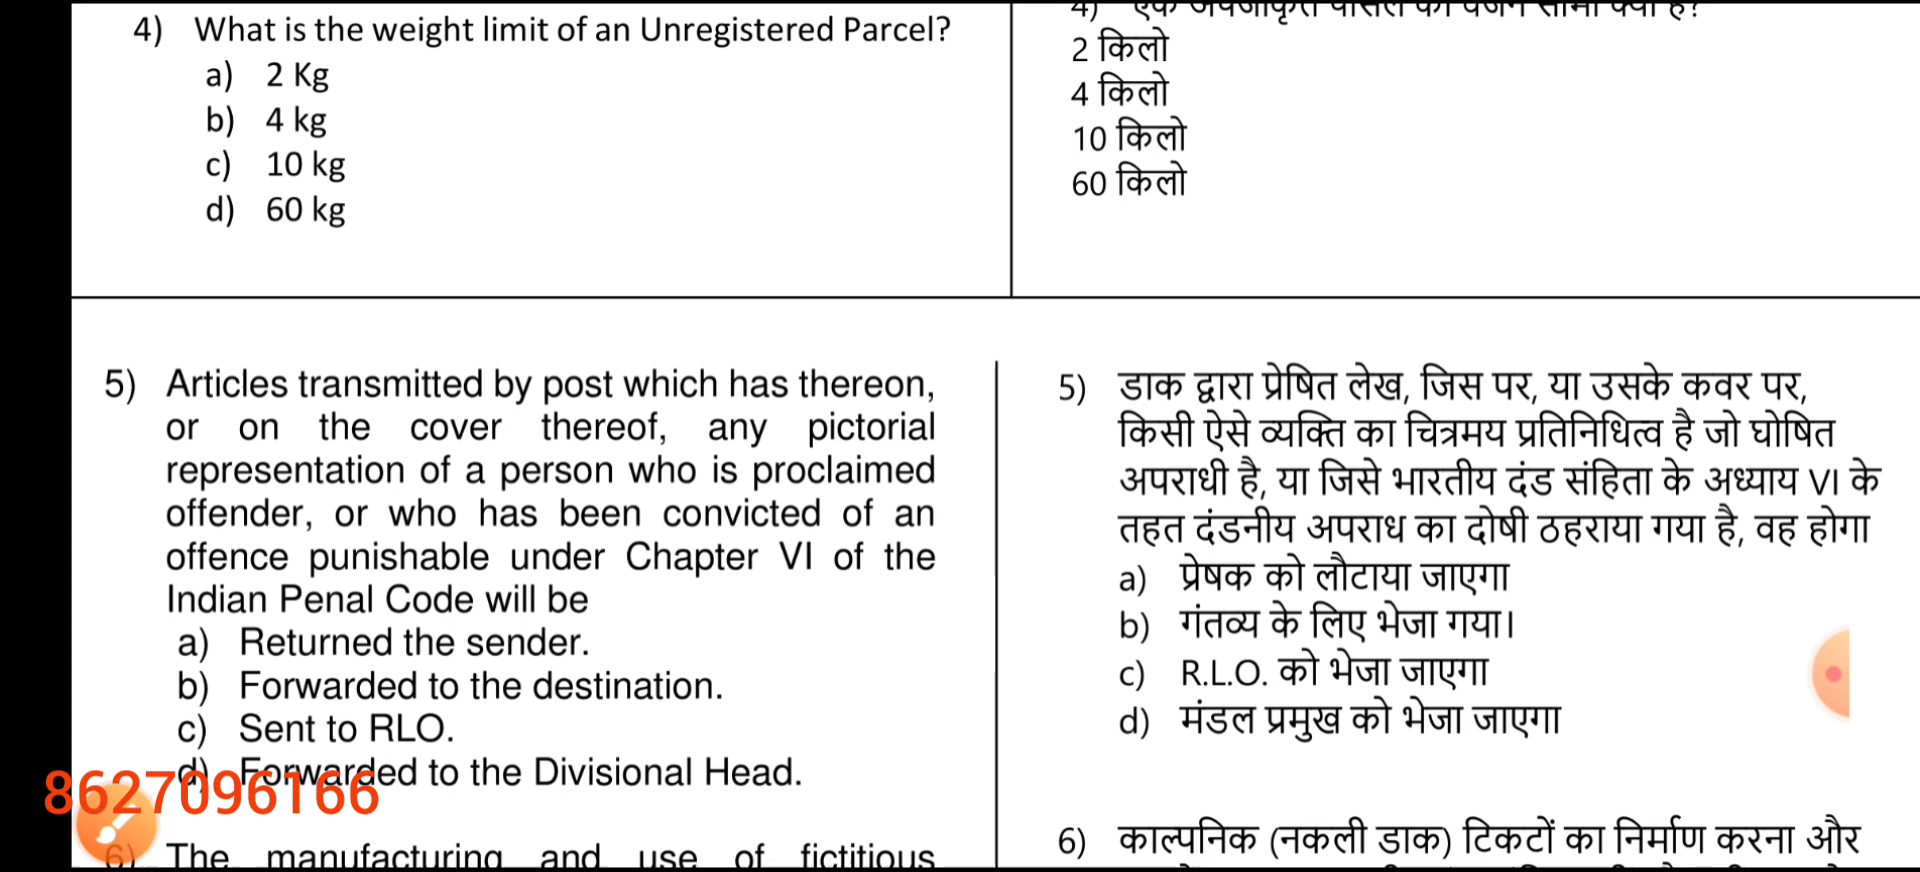 4) What is the weight limit of an Unregistered Parcel?
a) 2 Kg
b) 4 kg
c) 10 kg
d) 60 kg
4) एक अपंजीकृत पार्सल की वजन सीमा क्या है?
2 किलो
4 किलो
10 किलो
60 किलो
5) Articles transmitted by post which has thereon,
or on the cover thereof, any pictorial
representation of a person who is proclaimed
offender, or who has been convicted of an
offence punishable under Chapter VI of the
Indian Penal Code will be
a) Returned the sender.
b) Forwarded to the destination.
c) Sent to RLO.
d) Forwarded to the Divisional Head.
8627096166
6) The manufacturing and use of fictitious
5) डाक द्वारा प्रेषित लेख, जिस पर, या उसके कवर पर,
किसी ऐसे व्यक्ति का चित्रमय प्रतिनिधित्व है जो घोषित
अपराधी है, या जिसे भारतीय दंड संहिता के अध्याय VI के
तहत दंडनीय अपराध का दोषी ठहराया गया है, वह होगा
a) प्रेषक को लौटाया जाएगा
b) गंतव्य के लिए भेजा गया।
c) R.L.O. को भेजा जाएगा
d) मंडल प्रमुख को भेजा जाएगा
6) काल्पनिक (नकली डाक) टिकटों का निर्माण करना और